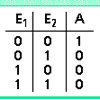 E₁ E₂ A
0 0 1
0 1 0
1 0 0
1 1 0